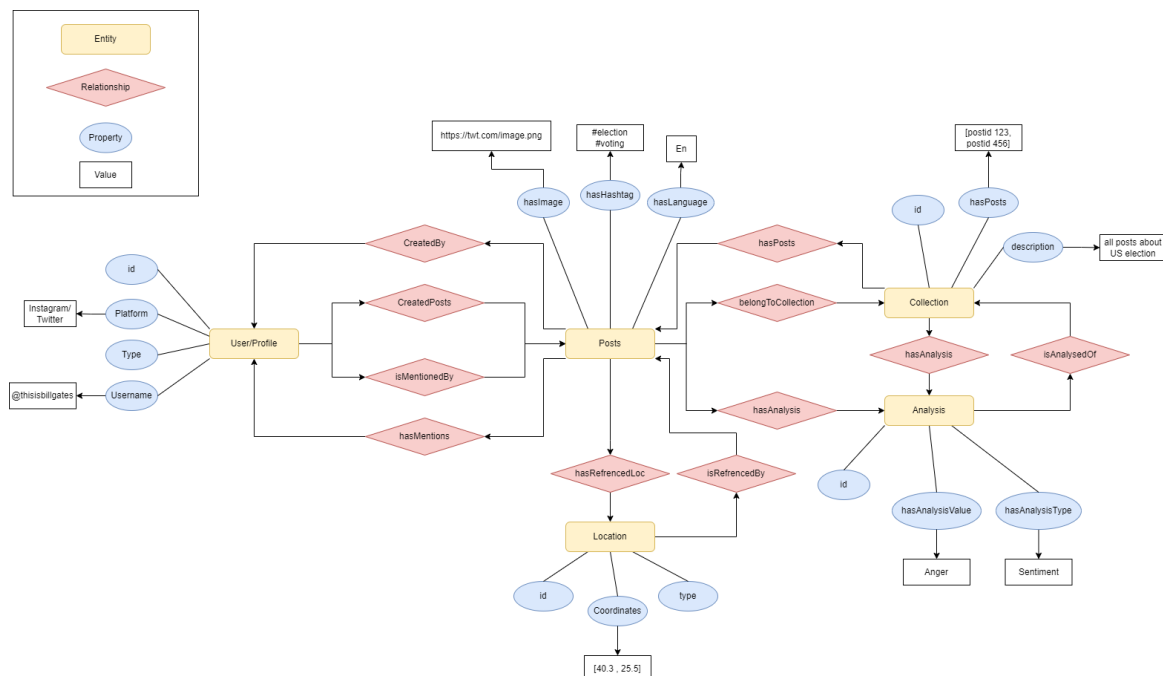 Entity
Relationship
Property
Value
https://twt.com/image.png
#election
#voting
En
[postid 123,
postid 456]
hasImage
hasHashtag
hasLanguage
id
hasPosts
description
all posts about
US election
CreatedBy
hasPosts
id
Instagram/
Twitter
Platform
CreatedPosts
belongToCollection
Collection
User/Profile
Posts
Type
hasAnalysis
isAnalysedOf
@thisisbillgates
Username
isMentionedBy
hasAnalysis
Analysis
hasMentions
hasRefrencedLoc
isRefrencedBy
id
hasAnalysisValue
hasAnalysisType
Location
Anger
Sentiment
id
Coordinates
type
[40.3 , 25.5]